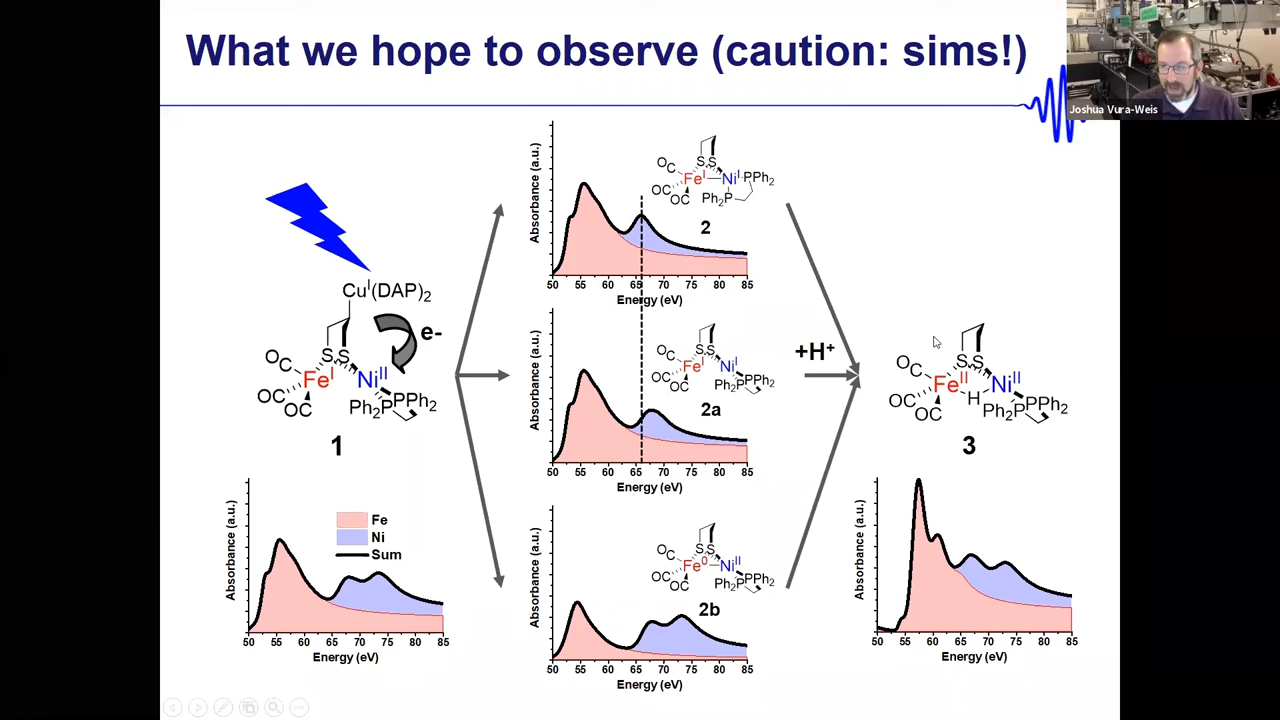 What we hope to observe (caution: sims!)
Joshua Vura-Weis
Cu^I(DAP)2
e-
OC
S S
Fe^I Ni^II
OC
OC
Ph2P PPh2
1
Absorbance (a.u.)
Fe
Ni
Sum
50 55 60 65 70 75 80 85
Energy (eV)
Absorbance (a.u.)
OC
S S
Fe^I Ni^I PPh2
OC
OC
Ph2P
2
50 55 60 65 70 75 80 85
Energy (eV)
Absorbance (a.u.)
OC
S S
Fe^I Ni^I
OC
OC
Ph2P PPh2
2a
50 55 60 65 70 75 80 85
Energy (eV)
Absorbance (a.u.)
OC
S S
Fe^0 Ni^II
OC
OC
Ph2P PPh2
2b
50 55 60 65 70 75 80 85
Energy (eV)
+H+
OC
S S
Fe^II Ni^II
H
OC
OC
Ph2P PPh2
3
Absorbance (a.u.)
50 55 60 65 70 75 80 85
Energy (eV)